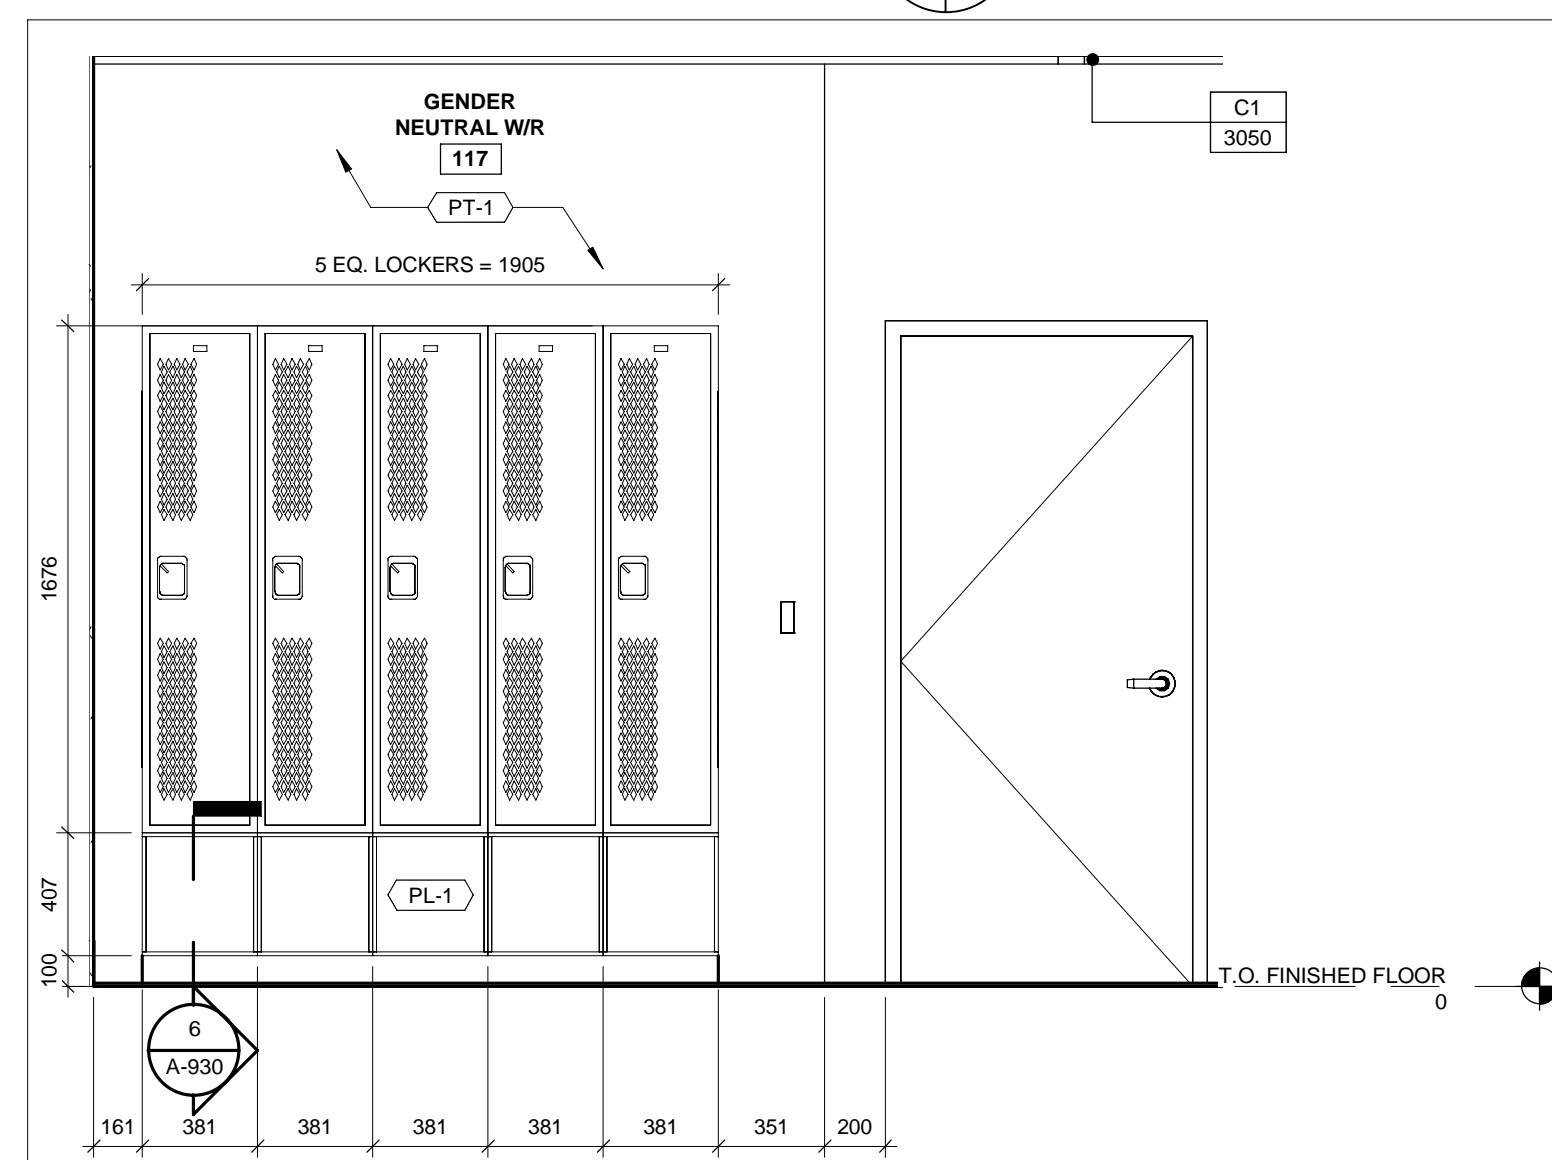 GENDER
NEUTRAL W/R
117
C1
3050
PT-1
5 EQ. LOCKERS = 1905
1676
407
PL-1
100
T.O. FINISHED FLOOR
0
6
A-930
161 381 381 381 381 381 351 200